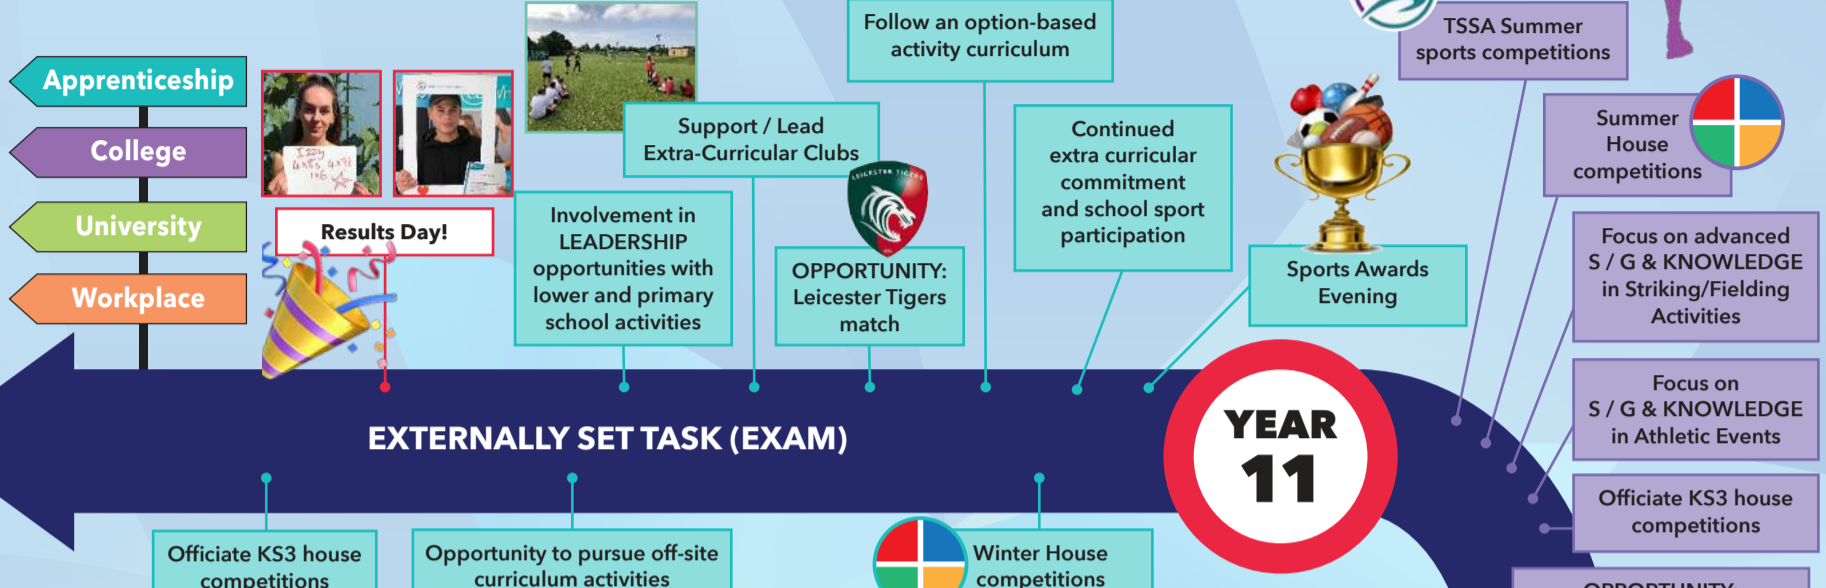 Follow an option-based
activity curriculum
TSSA Summer
sports competitions
Apprenticeship
College
University
Workplace
Izzy
Results Day!
Support / Lead
Extra-Curricular Clubs
LEICESTER TIGERS
Involvement in
LEADERSHIP
opportunities with
lower and primary
school activities
OPPORTUNITY:
Leicester Tigers
match
Continued
extra curricular
commitment
and school sport
participation
Sports Awards
Evening
Summer
House
competitions
Focus on advanced
S / G & KNOWLEDGE
in Striking/Fielding
Activities
Focus on
S / G & KNOWLEDGE
in Athletic Events
Officiate KS3 house
competitions
EXTERNALLY SET TASK (EXAM)
YEAR
11
Officiate KS3 house
competitions
Opportunity to pursue off-site
curriculum activities
Winter House
competitions
OPPORTUNITY